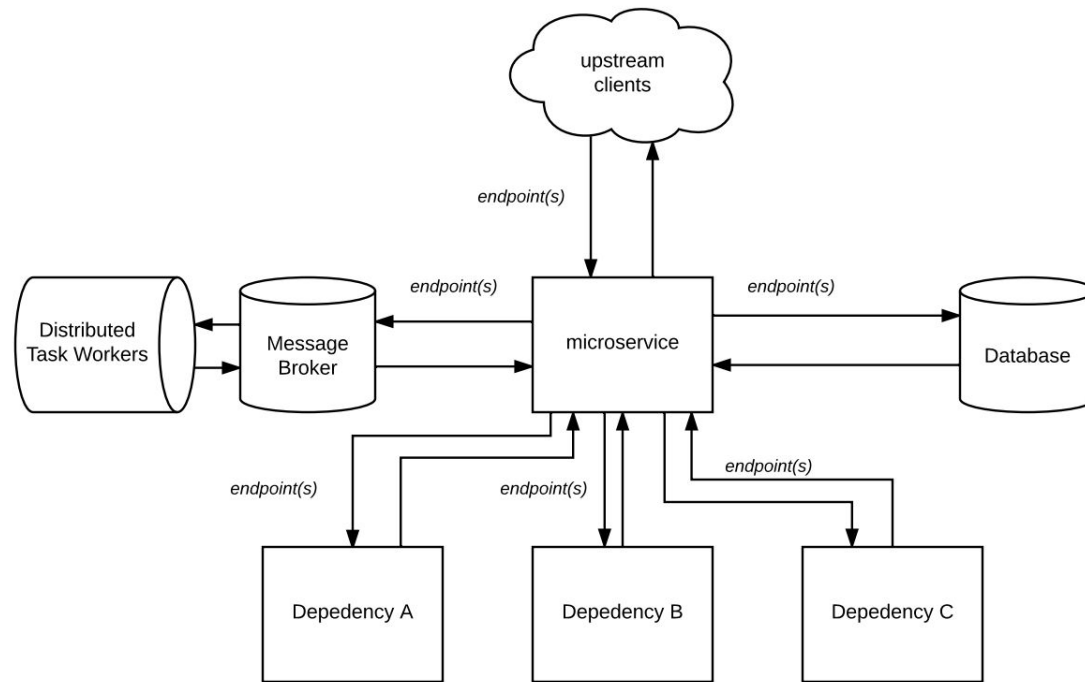 upstream
clients
endpoint(s)
endpoint(s)
endpoint(s)
Distributed
Task Workers
Message
Broker
microservice
Database
endpoint(s)
endpoint(s)
endpoint(s)
Depedency A
Depedency B
Depedency C